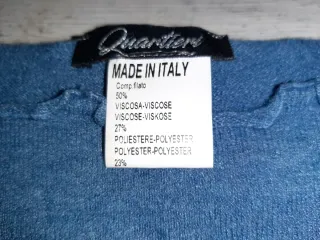 Quartieri
MADE IN ITALY
Comp.filato
50%
VISCOSA-VISCOSE
VISCOSE-VISKOSE
27%
POLIESTERE-POLYESTER
POLYESTER-POLYESTER
23%